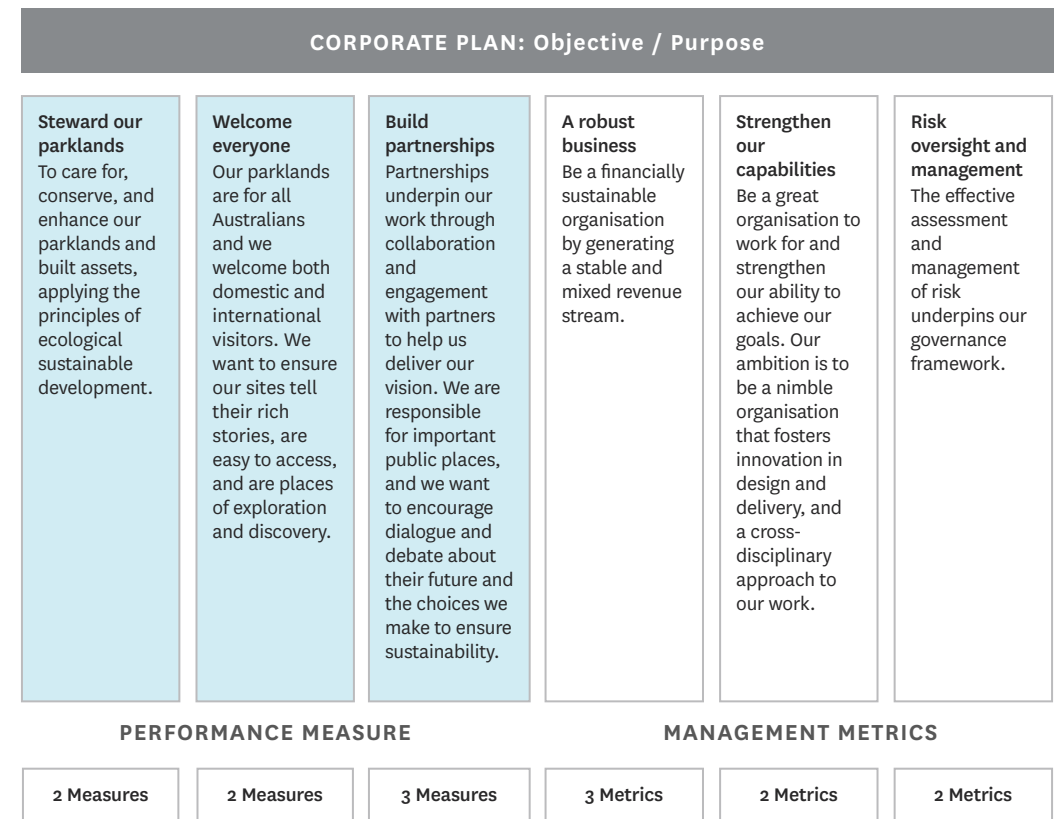 CORPORATE PLAN: Objective / Purpose
Steward our
parklands
To care for,
conserve, and
enhance our
parklands and
built assets,
applying the
principles of
ecological
sustainable
development.
Welcome
everyone
Our parklands
are for all
Australians
and we
welcome both
domestic and
international
visitors. We
want to ensure
our sites tell
their rich
stories, are
easy to access,
and are places
of exploration
and discovery.
Build
partnerships
Partnerships
underpin our
work through
collaboration
and
engagement
with partners
to help us
deliver our
vision. We are
responsible
for important
public places,
and we want
to encourage
dialogue and
debate about
their future and
the choices we
make to ensure
sustainability.
A robust
business
Be a financially
sustainable
organisation
by generating
a stable and
mixed revenue
stream.
Strengthen
our
capabilities
Be a great
organisation to
work for and
strengthen
our ability to
achieve our
goals. Our
ambition is to
be a nimble
organisation
that fosters
innovation in
design and
delivery, and
a cross-
disciplinary
approach to
our work.
Risk
oversight and
management
The effective
assessment
and
management
of risk
underpins our
governance
framework.
PERFORMANCE MEASURE
MANAGEMENT METRICS
2 Measures
2 Measures
3 Measures
3 Metrics
2 Metrics
2 Metrics